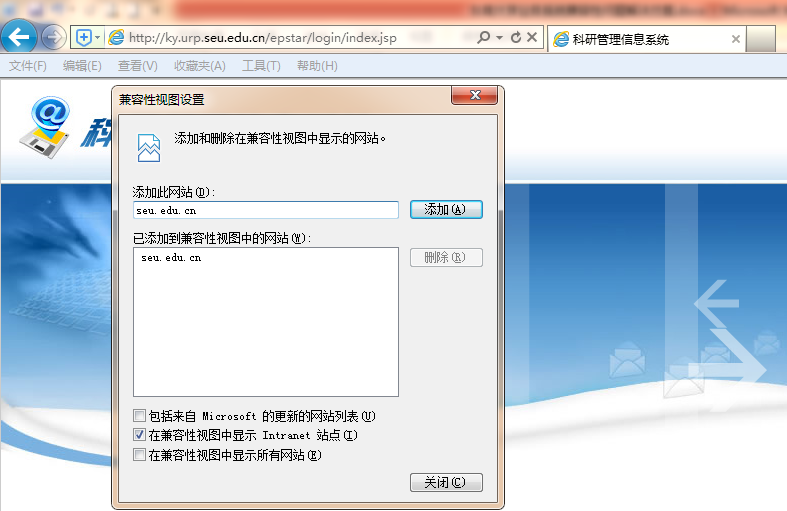 http://ky.urp.seu.edu.cn/epstar/login/index.jsp
科研管理信息系统
文件(F) 编辑(E) 查看(V) 收藏夹(A) 工具(T) 帮助(H)
兼容性视图设置
科
添加和删除在兼容性视图中显示的网站。
添加此网站(D):
seu.edu.cn
添加(A)
已添加到兼容性视图中的网站(W):
seu.edu.cn
删除(R)
包括来自 Microsoft 的更新的网站列表(U)
在兼容性视图中显示 Intranet 站点(I)
在兼容性视图中显示所有网站(E)
关闭(C)